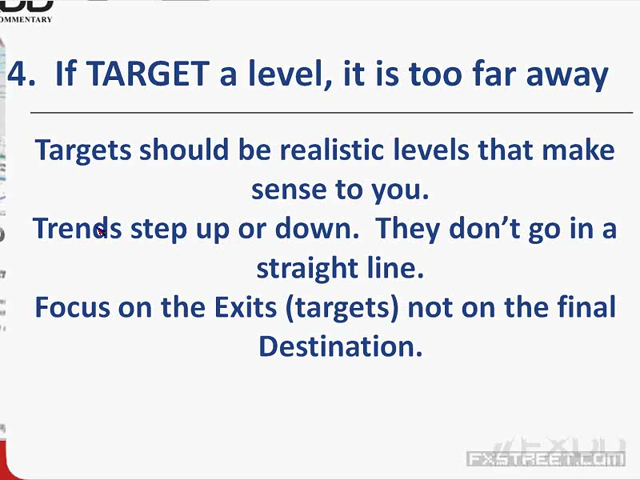 OMMENTARY
4. If TARGET a level, it is too far away
Targets should be realistic levels that make
sense to you.
Trends step up or down. They don’t go in a
straight line.
Focus on the Exits (targets) not on the final
Destination.
FXSTREET.COM